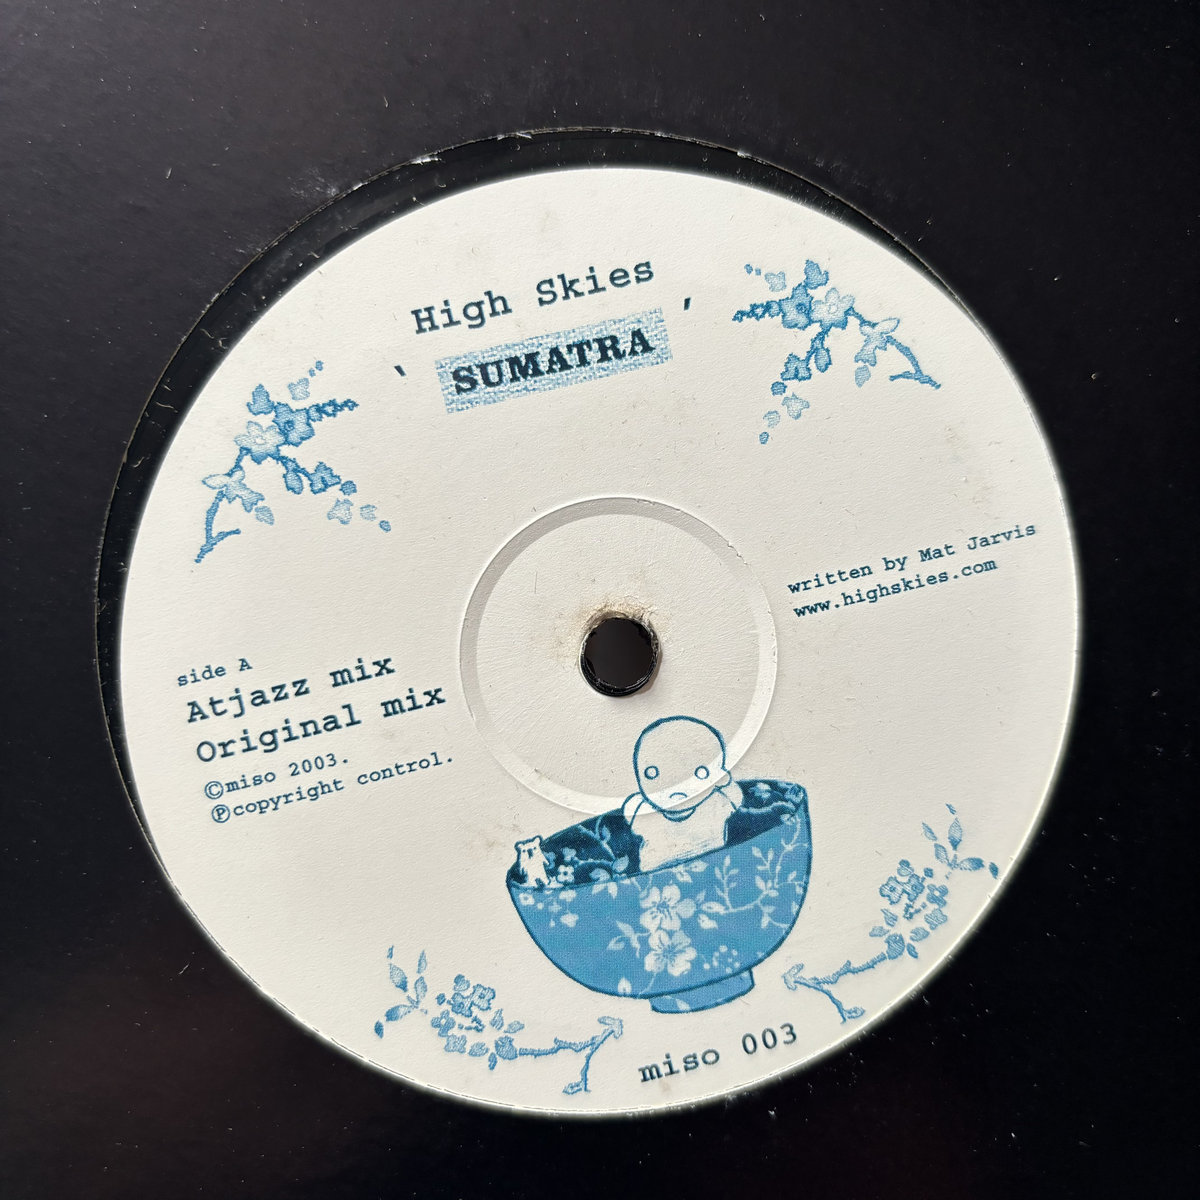 High Skies
‘ SUMATRA ’
written by Mat Jarvis
www.highskies.com
side A
Atjazz mix
Original mix
©miso 2003.
℗copyright control.
miso 003